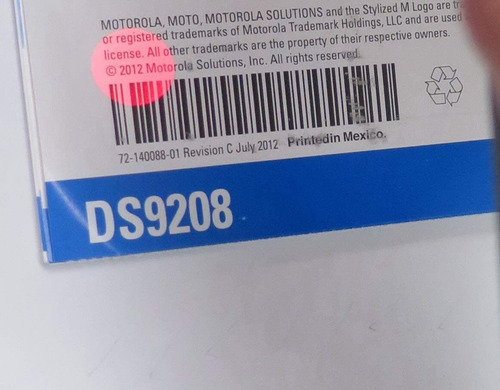 MOTOROLA, MOTO, MOTOROLA SOLUTIONS and the Stylized M Logo are
or registered trademarks of Motorola Trademark Holdings, LLC and are used
license. All other trademarks are the property of their respective owners.
© 2012 Motorola Solutions, Inc. All rights reserved.
72-140088-01 Revision C July 2012 Printed in Mexico.
DS9208